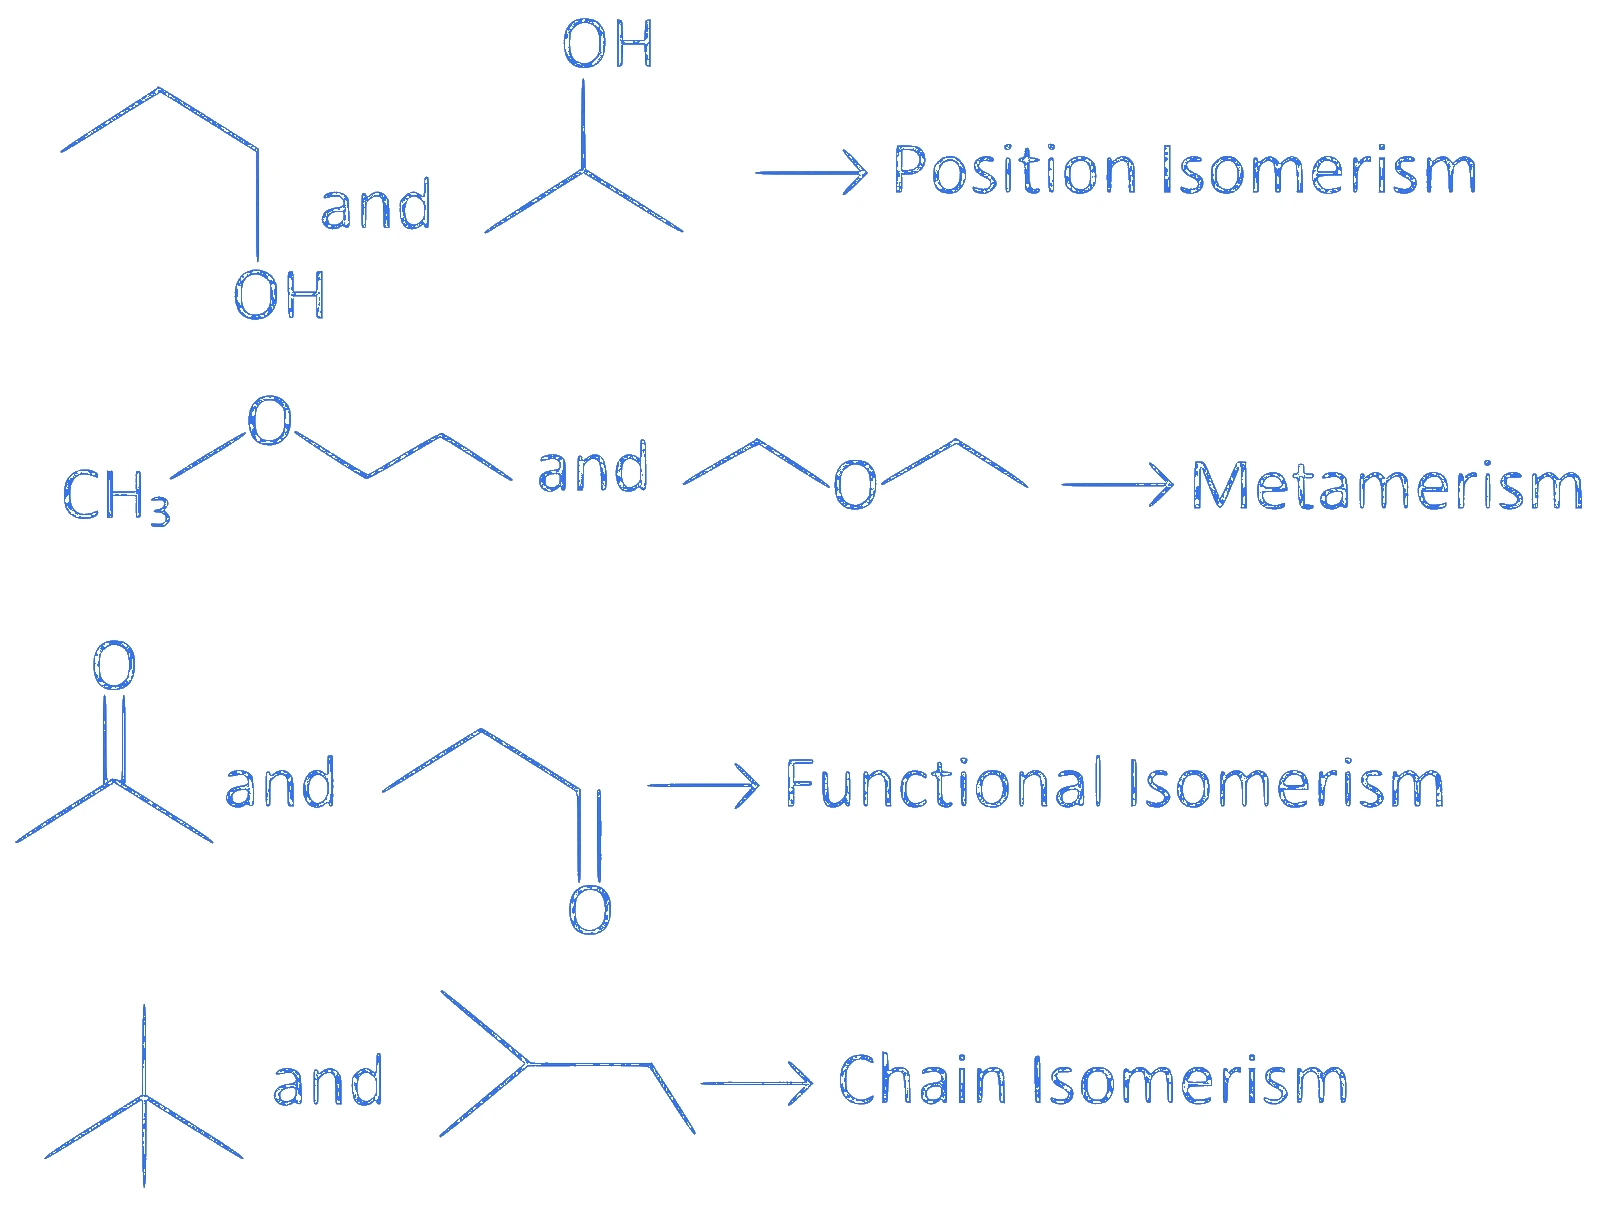 OH
and → Position Isomerism
OH
O
CH₃ and O → Metamerism
O
and → Functional Isomerism
O
and → Chain Isomerism